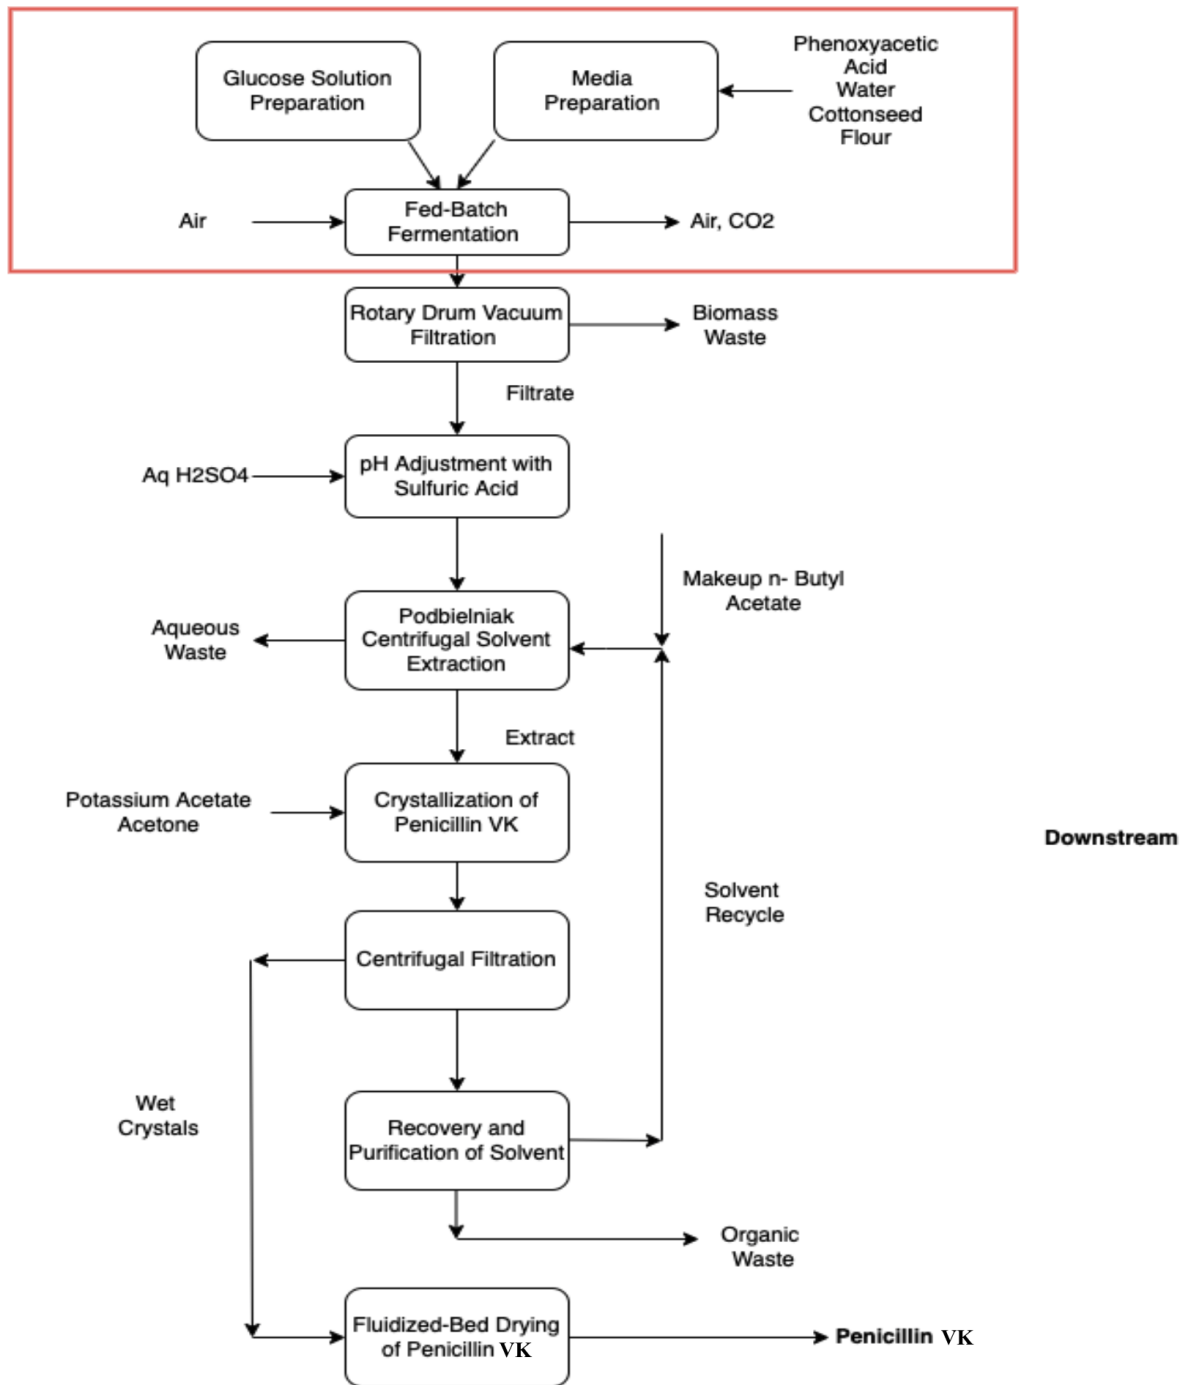 Glucose Solution
Preparation
Media
Preparation
Phenoxyacetic
Acid
Water
Cottonseed
Flour
Air
Fed-Batch
Fermentation
Air, CO2
Rotary Drum Vacuum
Filtration
Biomass
Waste
Filtrate
Aq H2SO4
pH Adjustment with
Sulfuric Acid
Makeup n- Butyl
Acetate
Aqueous
Waste
Podbielniak
Centrifugal Solvent
Extraction
Extract
Potassium Acetate
Acetone
Crystallization of
Penicillin VK
Downstream
Solvent
Recycle
Centrifugal Filtration
Wet
Crystals
Recovery and
Purification of Solvent
Organic
Waste
Fluidized-Bed Drying
of Penicillin VK
Penicillin VK